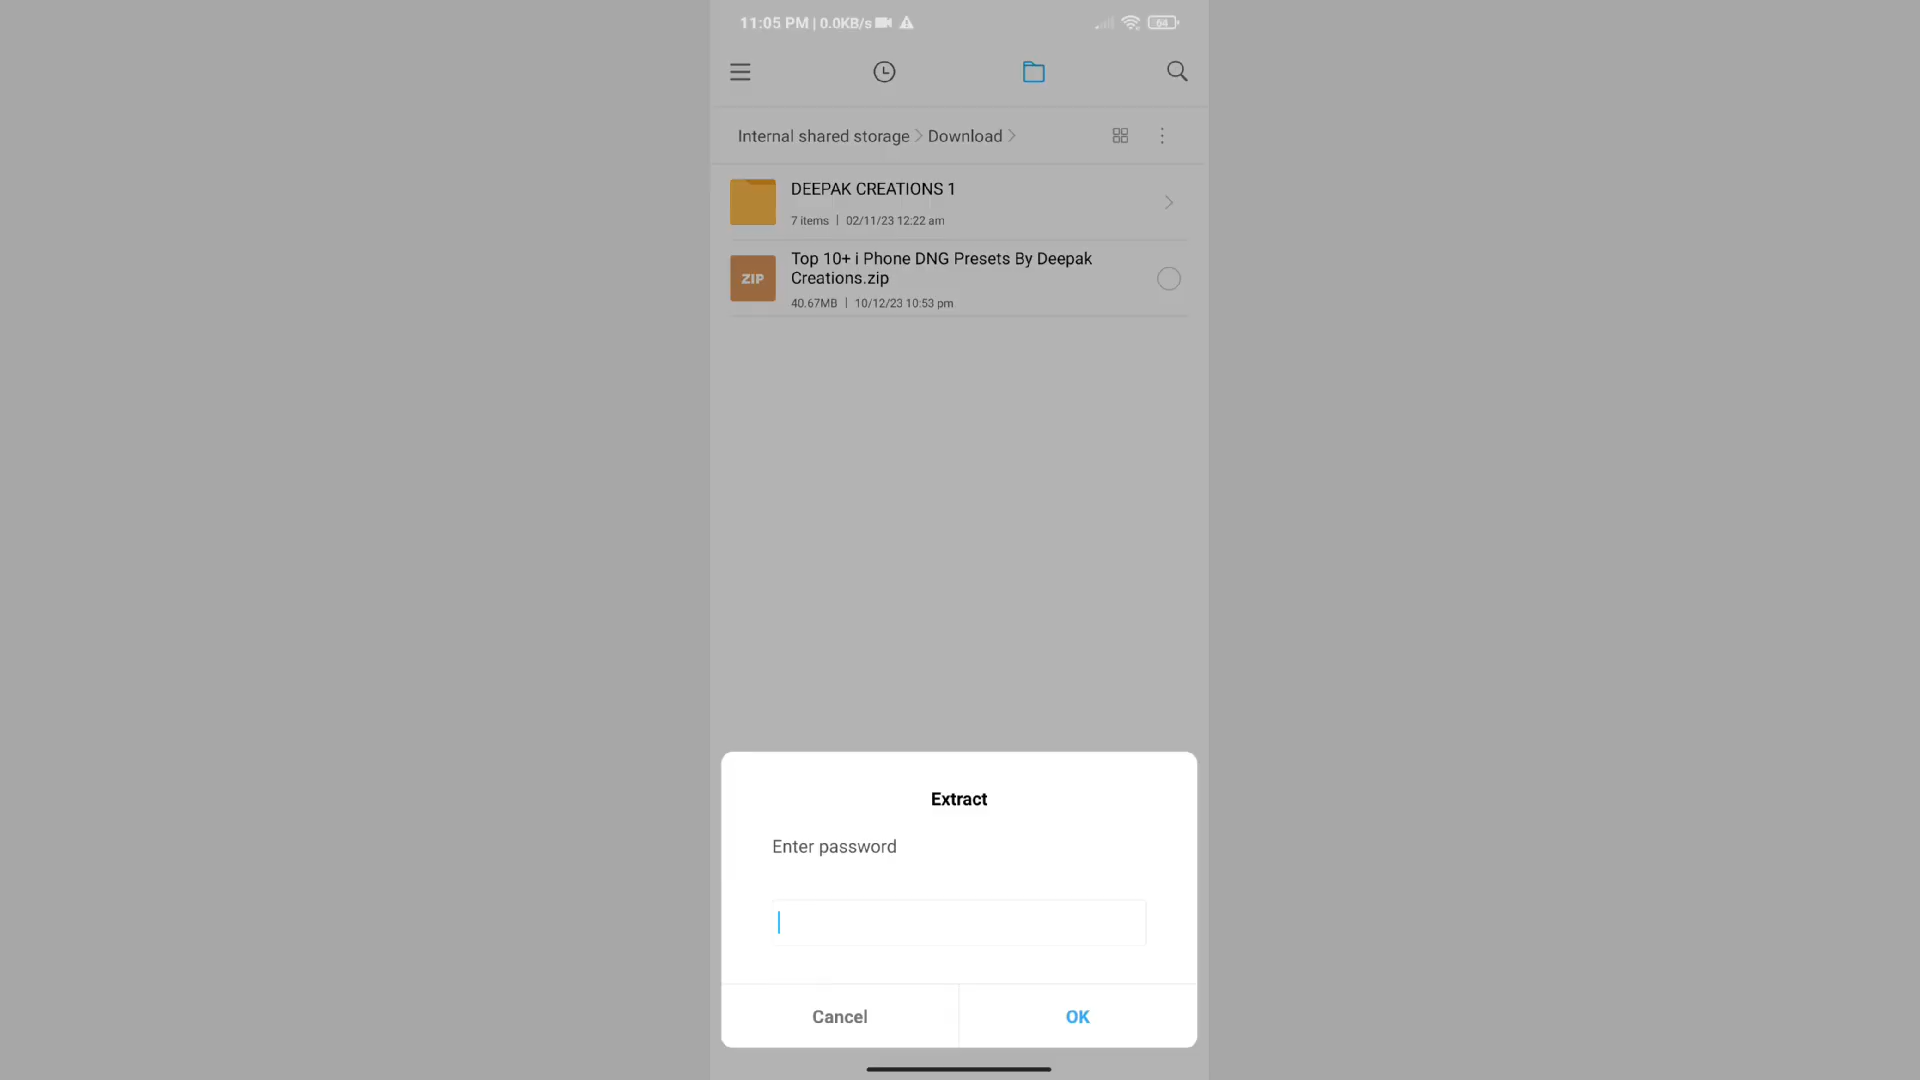 11:05 PM | 0.0KB/s
64
Internal shared storage
Download
DEEPAK CREATIONS 1
7 items | 02/11/23 12:22 am
ZIP
Top 10+ i Phone DNG Presets By Deepak
Creations.zip
40.67MB | 10/12/23 10:53 pm
Extract
Enter password
Cancel
OK